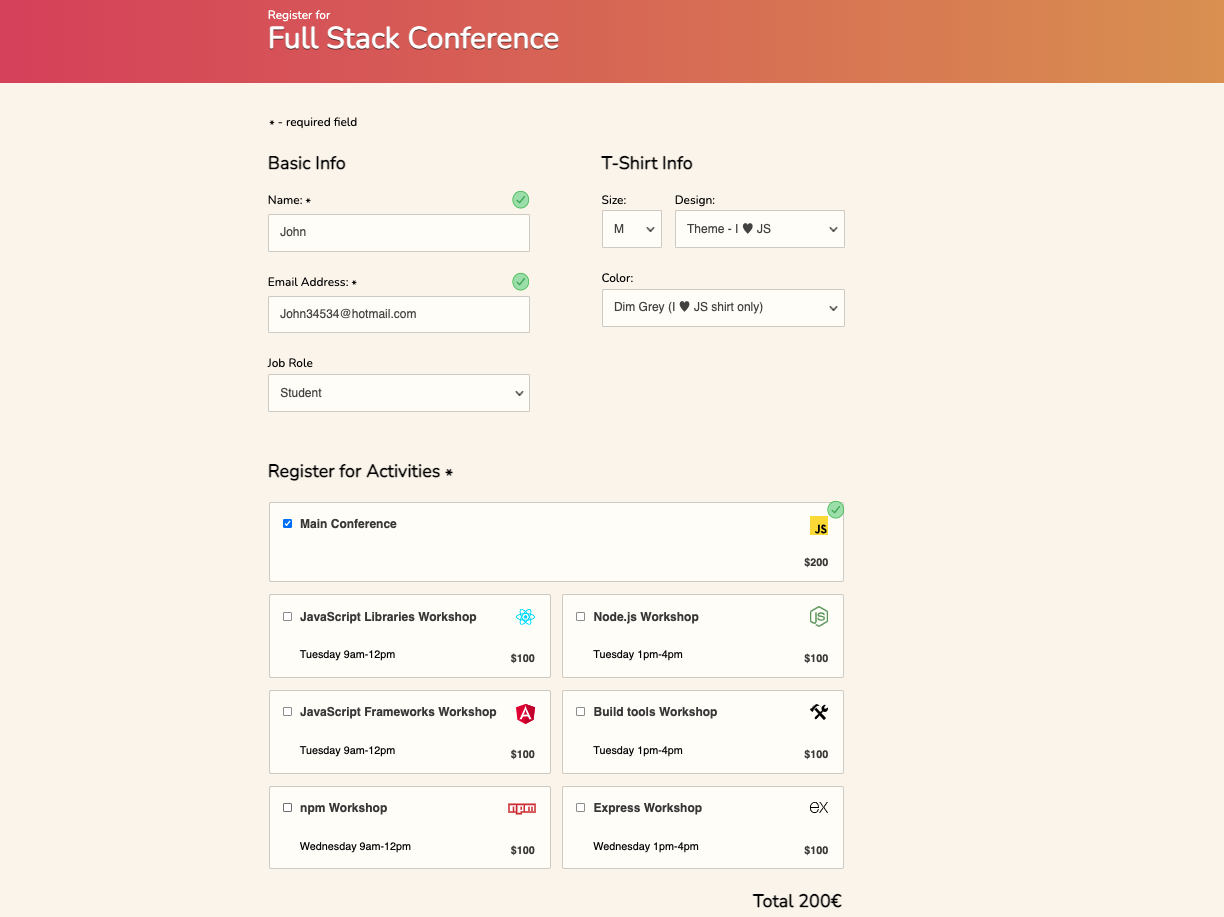 Register for
Full Stack Conference
* - required field
Basic Info
Name: *
John
Email Address: *
John34534@hotmail.com
Job Role
Student
T-Shirt Info
Size:
Design:
M
Theme - I ♥ JS
Color:
Dim Grey (I ♥ JS shirt only)
Register for Activities *
Main Conference
JS
$200
JavaScript Libraries Workshop
Tuesday 9am-12pm
$100
Node.js Workshop
JS
Tuesday 1pm-4pm
$100
JavaScript Frameworks Workshop
A
Tuesday 9am-12pm
$100
Build tools Workshop
Tuesday 1pm-4pm
$100
npm Workshop
npm
Wednesday 9am-12pm
$100
Express Workshop
ex
Wednesday 1pm-4pm
$100
Total 200€